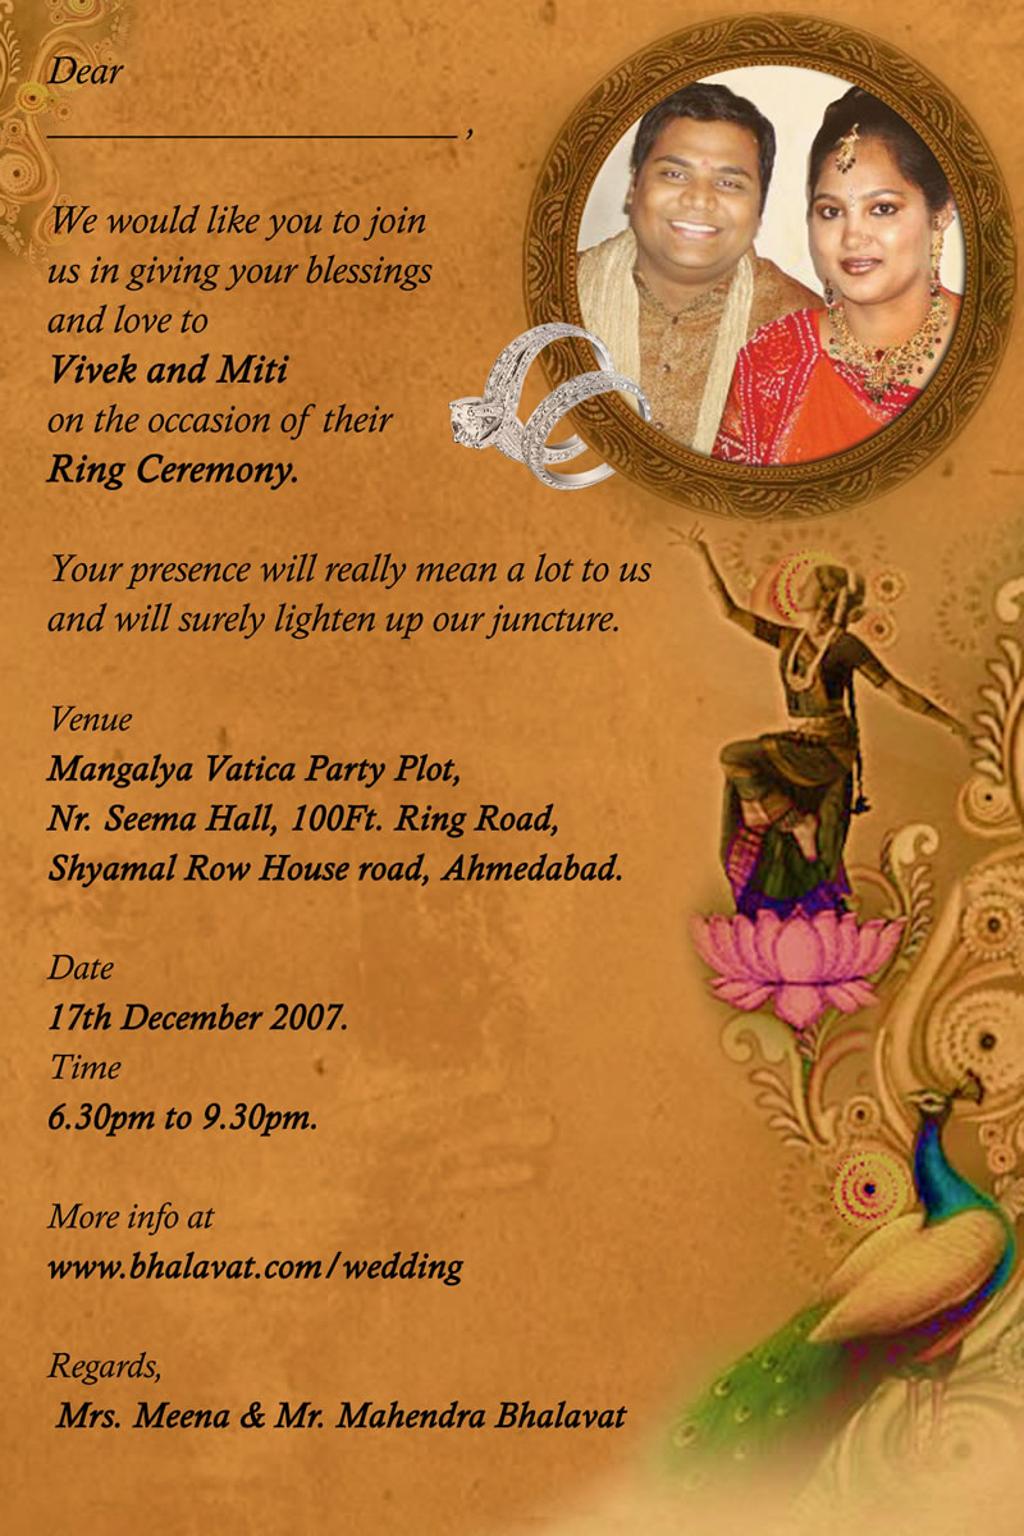 Dear
____________________,
We would like you to join
us in giving your blessings
and love to
Vivek and Miti
on the occasion of their
Ring Ceremony.
Your presence will really mean a lot to us
and will surely lighten up our juncture.
Venue
Mangalya Vatica Party Plot,
Nr. Seema Hall, 100Ft. Ring Road,
Shyamal Row House road, Ahmedabad.
Date
17th December 2007.
Time
6.30pm to 9.30pm.
More info at
www.bhalavat.com/wedding
Regards,
Mrs. Meena & Mr. Mahendra Bhalavat